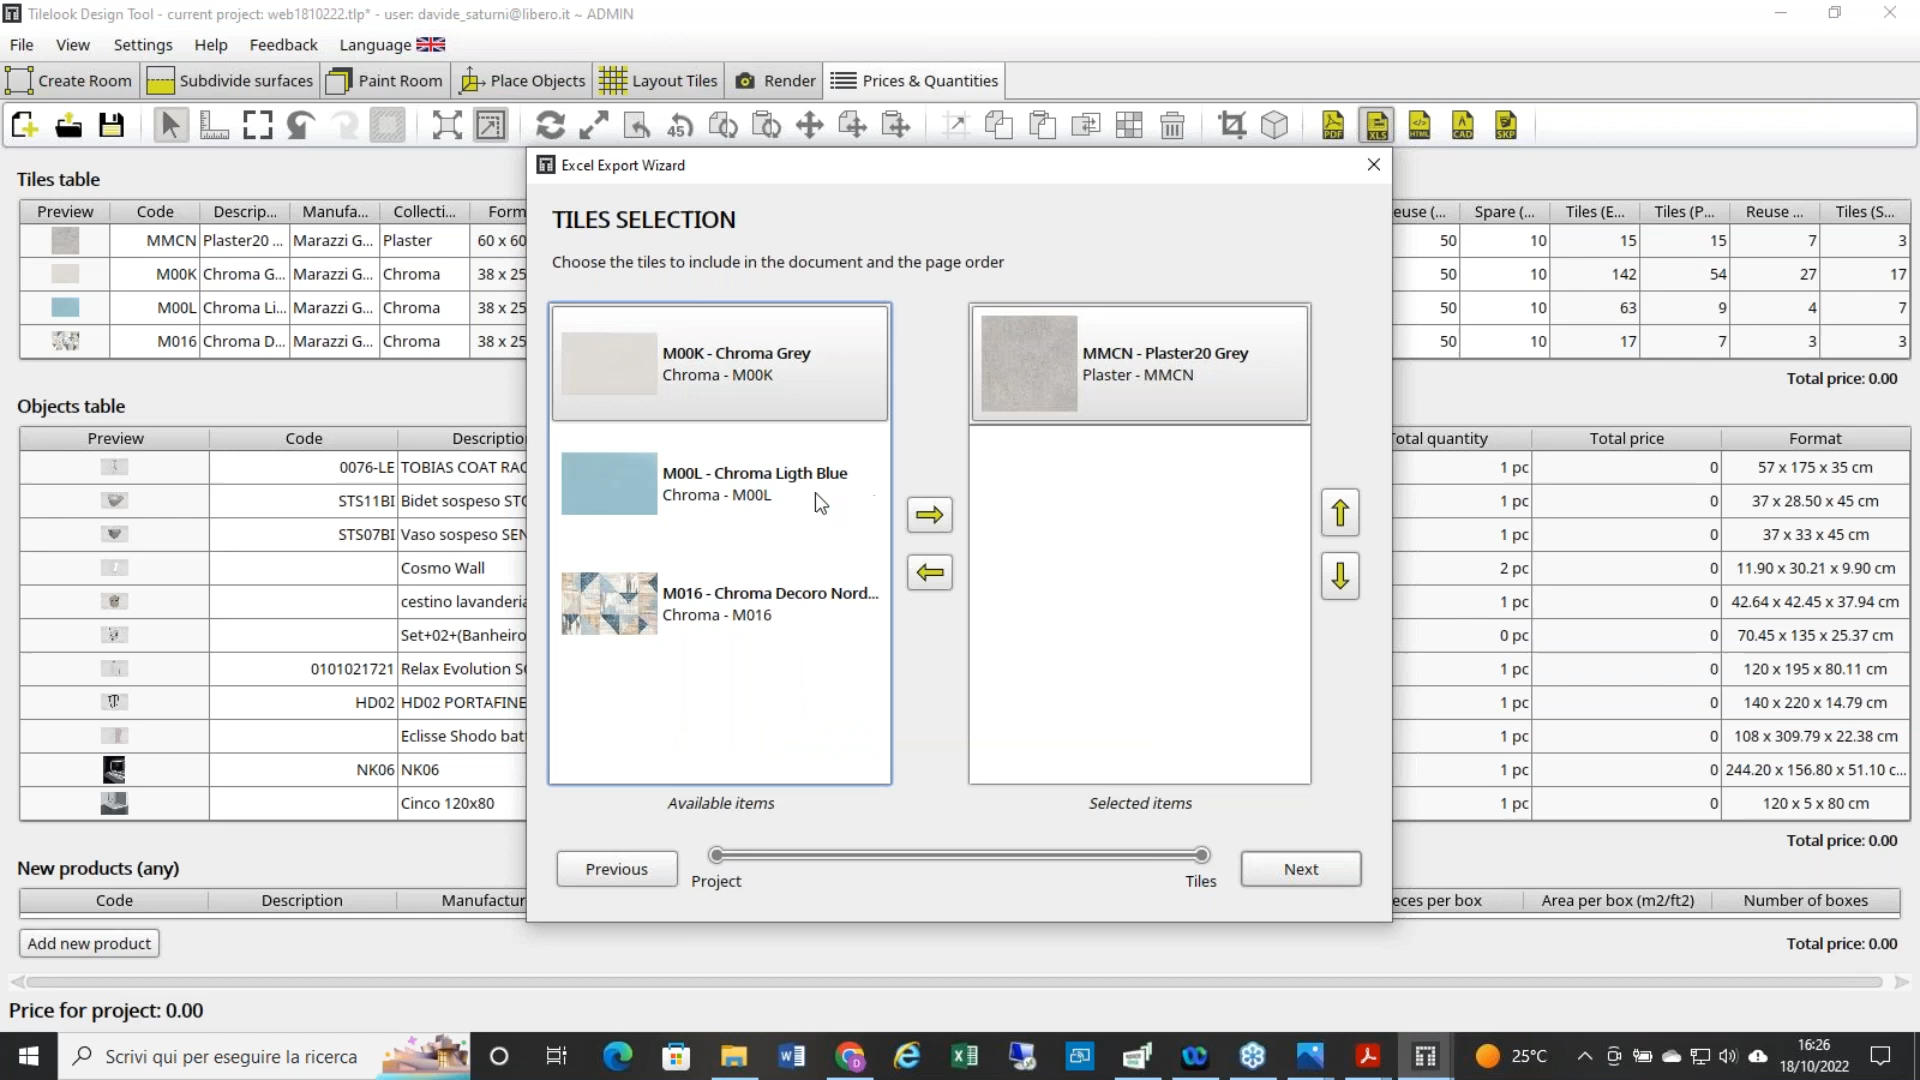 Tilelook Design Tool - current project: web1810222.tlp* - user: davide_saturni@libero.it ~ ADMIN
File View Settings Help Feedback Language
Create Room Subdivide surfaces Paint Room Place Objects Layout Tiles Render Prices & Quantities
45 PDF XLS HTML CAD SKP
Excel Export Wizard
TILES SELECTION
Choose the tiles to include in the document and the page order
M00K - Chroma Grey
Chroma - M00K
M00L - Chroma Ligth Blue
Chroma - M00L
M016 - Chroma Decoro Nord...
Chroma - M016
Available items
MMCN - Plaster20 Grey
Plaster - MMCN
Selected items
Previous Project Tiles Next
Tiles table
Preview Code Descrip... Manufa... Collecti... Form euse (... Spare (... Tiles (E... Tiles (P... Reuse ... Tiles (S...
MMCN Plaster20 ... Marazzi G... Plaster 60 x 60 50 10 15 15 7 3
M00K Chroma G... Marazzi G... Chroma 38 x 25 50 10 142 54 27 17
M00L Chroma Li... Marazzi G... Chroma 38 x 25 50 10 63 9 4 7
M016 Chroma D... Marazzi G... Chroma 38 x 25 50 10 17 7 3 3
Total price: 0.00
Objects table
Preview Code Descriptio otal quantity Total price Format
0076-LE TOBIAS COAT RAC 1 pc 0 57 x 175 x 35 cm
STS11BI Bidet sospeso STO 1 pc 0 37 x 28.50 x 45 cm
STS07BI Vaso sospeso SEN 1 pc 0 37 x 33 x 45 cm
Cosmo Wall 2 pc 0 11.90 x 30.21 x 9.90 cm
cestino lavanderia 1 pc 0 42.64 x 42.45 x 37.94 cm
Set+02+(Banheiro 0 pc 0 70.45 x 135 x 25.37 cm
0101021721 Relax Evolution SC 1 pc 0 120 x 195 x 80.11 cm
HD02 HD02 PORTAFINE 1 pc 0 140 x 220 x 14.79 cm
Eclisse Shodo bat 1 pc 0 108 x 309.79 x 22.38 cm
NK06 NK06 1 pc 0 244.20 x 156.80 x 51.10 c...
Cinco 120x80 1 pc 0 120 x 5 x 80 cm
Total price: 0.00
New products (any)
Code Description Manufactur eces per box Area per box (m2/ft2) Number of boxes
Add new product
Total price: 0.00
Price for project: 0.00
Scrivi qui per eseguire la ricerca 25°C 16:26
18/10/2022